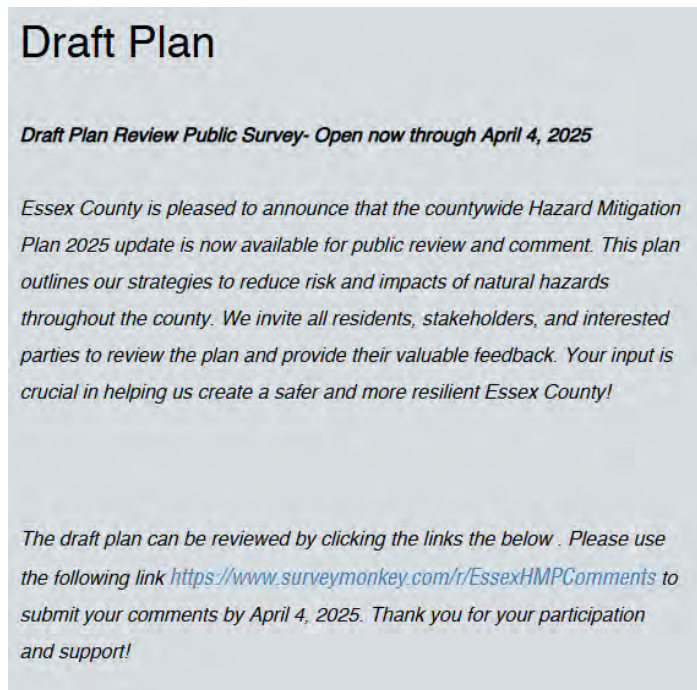 Draft Plan
Draft Plan Review Public Survey- Open now through April 4, 2025
Essex County is pleased to announce that the countywide Hazard Mitigation
Plan 2025 update is now available for public review and comment. This plan
outlines our strategies to reduce risk and impacts of natural hazards
throughout the county. We invite all residents, stakeholders, and interested
parties to review the plan and provide their valuable feedback. Your input is
crucial in helping us create a safer and more resilient Essex County!
The draft plan can be reviewed by clicking the links the below . Please use
the following link https://www.surveymonkey.com/r/EssexHMPComments to
submit your comments by April 4, 2025. Thank you for your participation
and support!